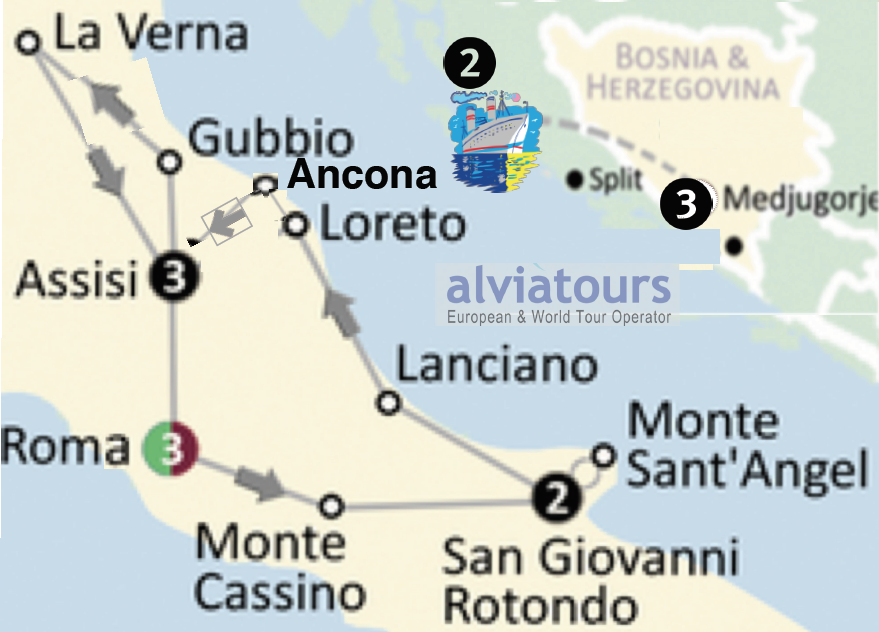 La Verna
2
BOSNIA &
HERZEGOVINA
Gubbio
Ancona
Split
3
Medjugorje
Loreto
Assisi
3
alviatours
European & World Tour Operator
Lanciano
Roma
3
Monte
Sant'Angel
2
Monte
Cassino
San Giovanni
Rotondo